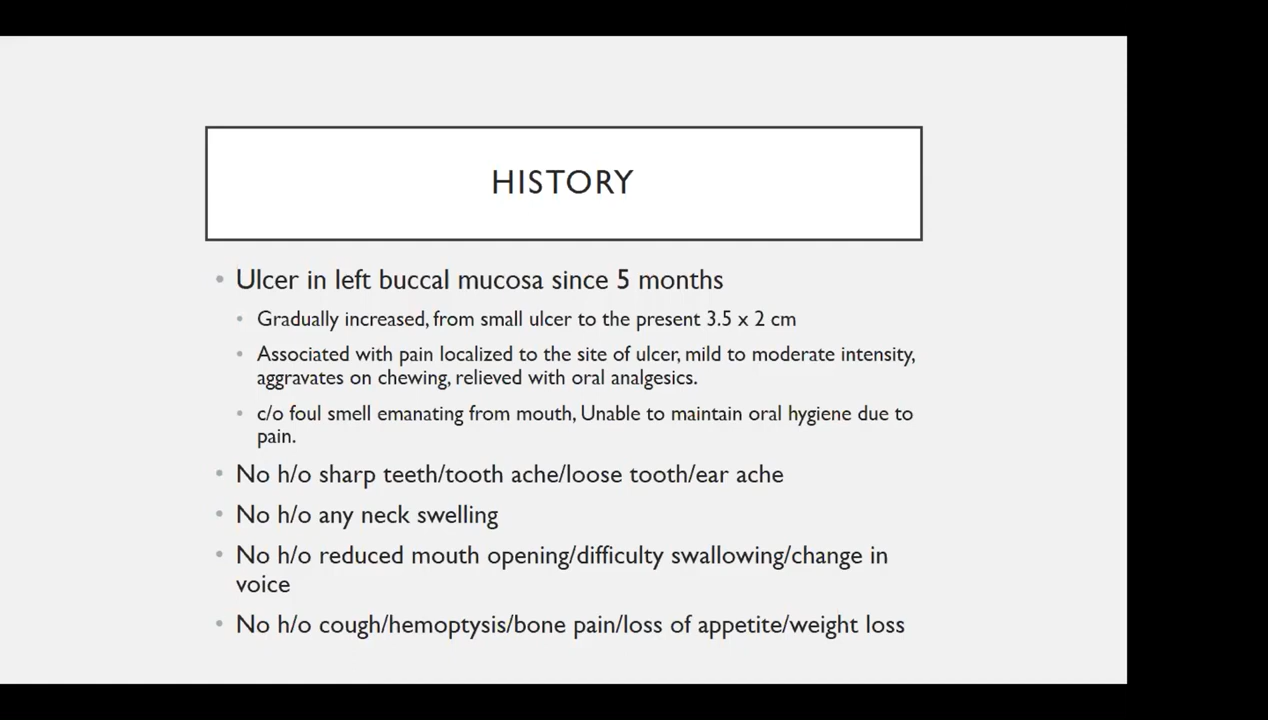 HISTORY
• Ulcer in left buccal mucosa since 5 months
• Gradually increased, from small ulcer to the present 3.5 x 2 cm
• Associated with pain localized to the site of ulcer, mild to moderate intensity,
aggravates on chewing, relieved with oral analgesics.
• c/o foul smell emanating from mouth, Unable to maintain oral hygiene due to
pain.
• No h/o sharp teeth/tooth ache/loose tooth/ear ache
• No h/o any neck swelling
• No h/o reduced mouth opening/difficulty swallowing/change in
voice
• No h/o cough/hemoptysis/bone pain/loss of appetite/weight loss